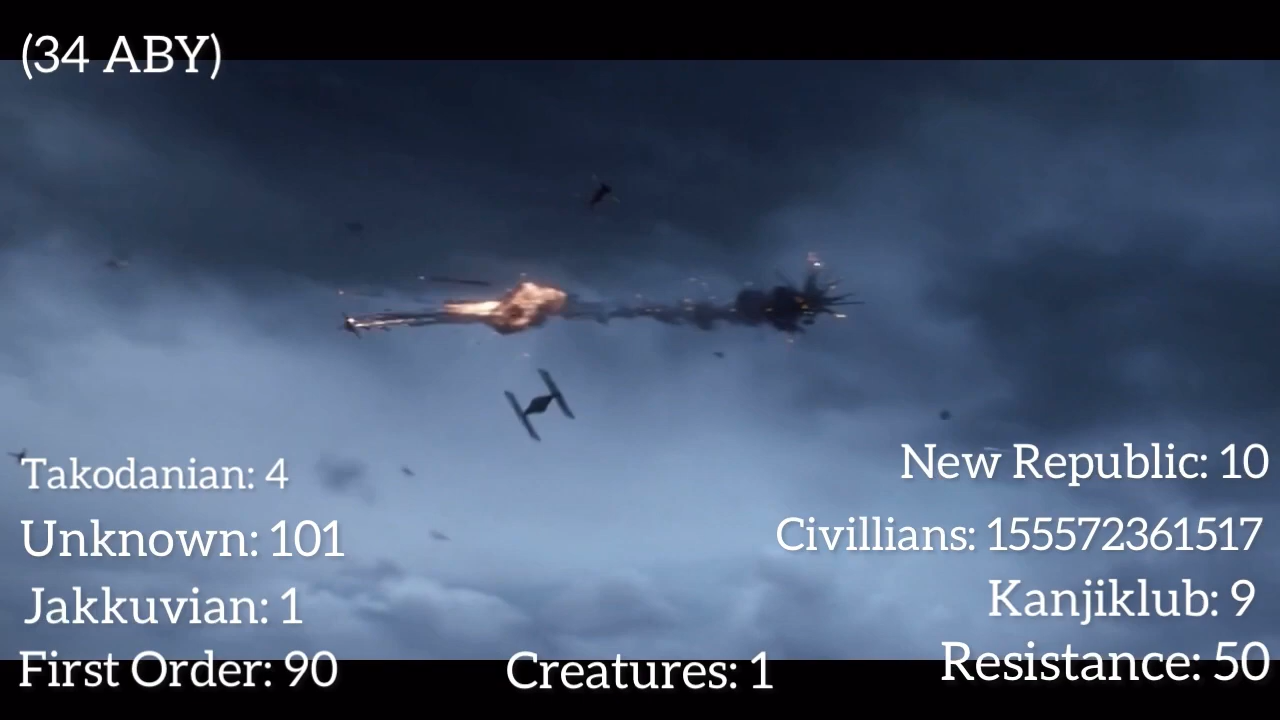 (34 ABY)
Takodanian: 4
Unknown: 101
Jakkuvian: 1
First Order: 90
Creatures: 1
New Republic: 10
Civillians: 155572361517
Kanjiklub: 9
Resistance: 50